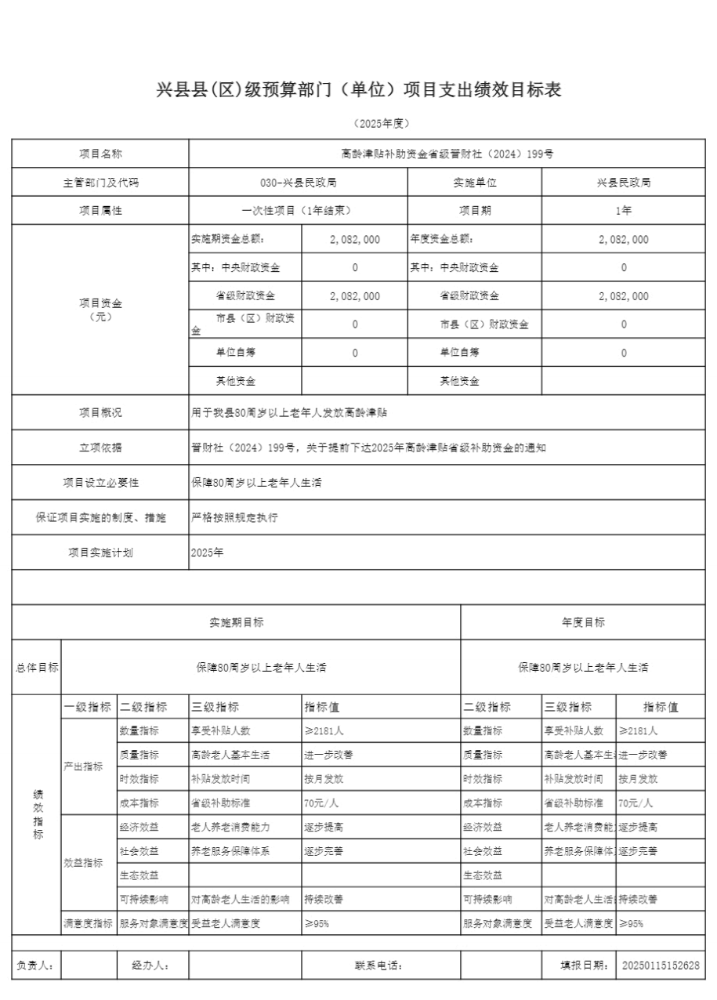 兴县县(区)级预算部门（单位）项目支出绩效目标表
（2025年度）
项目名称 高龄津贴补助资金省级晋财社（2024）199号
主管部门及代码 030-兴县民政局 实施单位 兴县民政局
项目属性 一次性项目（1年结束） 项目期 1年
项目资金
（元）
实施期资金总额： 2,082,000 年度资金总额： 2,082,000
其中：中央财政资金 0 其中：中央财政资金 0
省级财政资金 2,082,000 省级财政资金 2,082,000
市县（区）财政资
金 0 市县（区）财政资金 0
单位自筹 0 单位自筹 0
其他资金 其他资金
项目概况 用于我县80周岁以上老年人发放高龄津贴
立项依据 晋财社（2024）199号，关于提前下达2025年高龄津贴省级补助资金的通知
项目设立必要性 保障80周岁以上老年人生活
保证项目实施的制度、措施 严格按照规定执行
项目实施计划 2025年
实施期目标 年度目标
总体目标 保障80周岁以上老年人生活 保障80周岁以上老年人生活
绩
效
指
标
一级指标 二级指标 三级指标 指标值 二级指标 三级指标 指标值
产出指标
数量指标 享受补贴人数 ≥2181人 数量指标 享受补贴人数 ≥2181人
质量指标 高龄老人基本生活 进一步改善 质量指标 高龄老人基本生 进一步改善
时效指标 补贴发放时间 按月发放 时效指标 补贴发放时间 按月发放
成本指标 省级补助标准 70元/人 成本指标 省级补助标准 70元/人
效益指标
经济效益 老人养老消费能力 逐步提高 经济效益 老人养老消费能 逐步提高
社会效益 养老服务保障体系 逐步完善 社会效益 养老服务保障体 逐步完善
生态效益 生态效益
可持续影响 对高龄老人生活的影响 持续改善 可持续影响 对高龄老人生活 持续改善
满意度指标 服务对象满意度 受益老人满意度 ≥95% 服务对象满意度 受益老人满意度 ≥95%
负责人： 经办人： 联系电话： 填报日期： 20250115152628